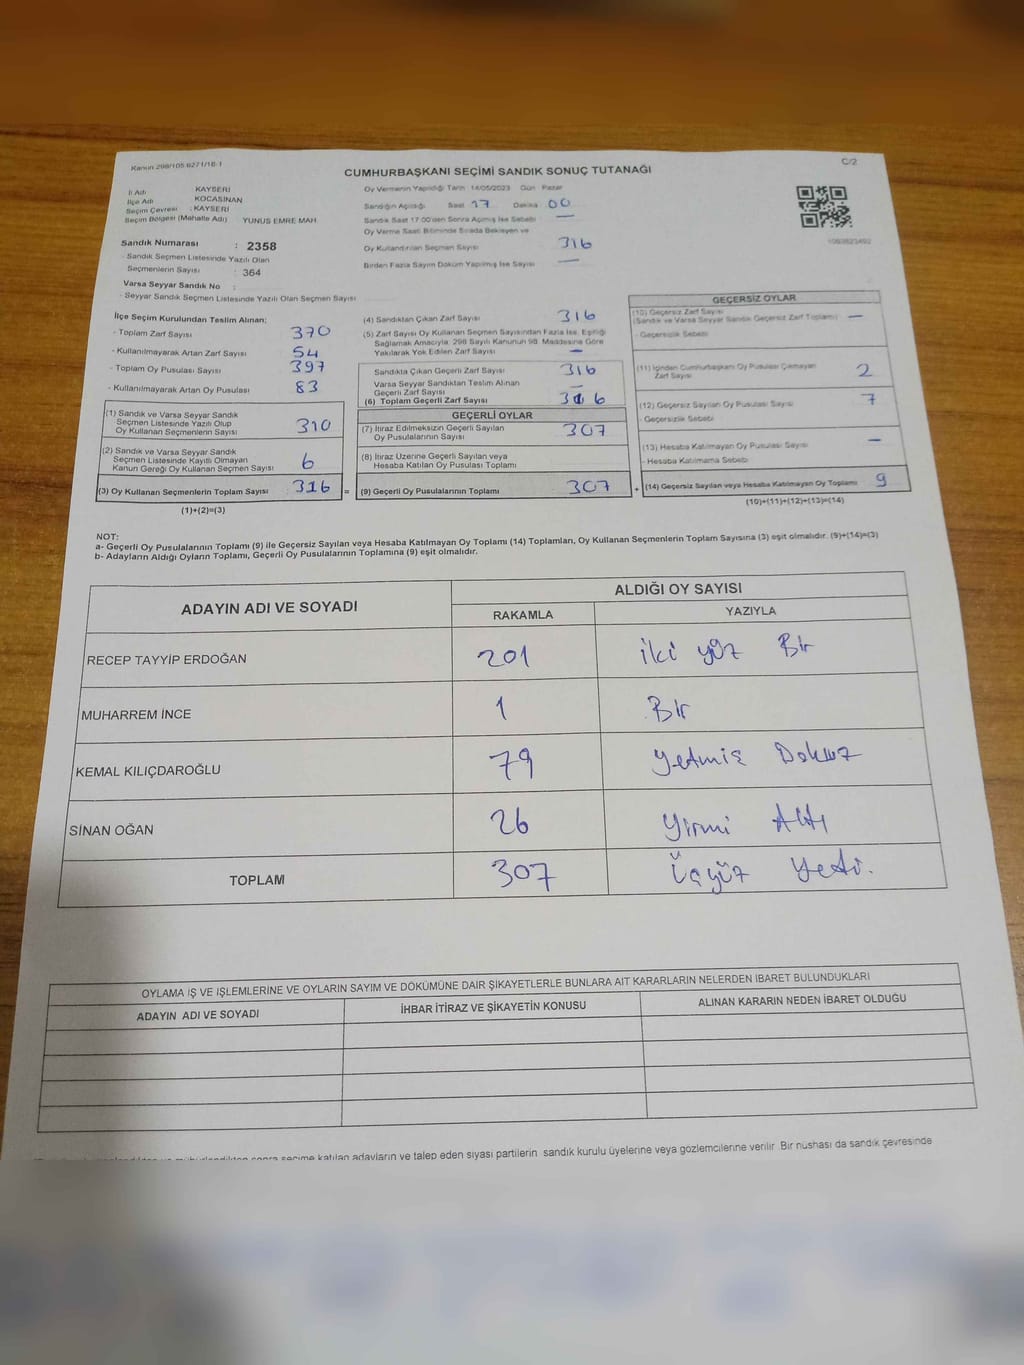 Kanun 298/105 6271/18-1
C/2
CUMHURBAŞKANI SEÇİMİ SANDIK SONUÇ TUTANAĞI
İl Adı KAYSERİ
İlçe Adı KOCASİNAN
Seçim Çevresi : KAYSERİ
Seçim Bölgesi (Mahalle Adı) YUNUS EMRE MAH.
Oy Vermenin Yapıldığı Tarih 14/05/2023 Gün Pazar
Sandığın Açıldığı Saat 17 Dakika 00
Sandık Saat 17:00'den Sonra Açılmış İse Sebebi —
Oy Verme Saati Bitiminde Sırada Bekleyen ve
Oy Kullandırılan Seçmen Sayısı 316
Birden Fazla Sayım Döküm Yapılmış İse Sayısı —
Sandık Numarası : 2358
- Sandık Seçmen Listesinde Yazılı Olan
Seçmenlerin Sayısı : 364
Varsa Seyyar Sandık No :
- Seyyar Sandık Seçmen Listesinde Yazılı Olan Seçmen Sayısı
İlçe Seçim Kurulundan Teslim Alınan;
- Toplam Zarf Sayısı 370
- Kullanılmayarak Artan Zarf Sayısı 54
- Toplam Oy Pusulası Sayısı 397
- Kullanılmayarak Artan Oy Pusulası 83
(1) Sandık ve Varsa Seyyar Sandık
Seçmen Listesinde Yazılı Olup
Oy Kullanan Seçmenlerin Sayısı 310
(2) Sandık ve Varsa Seyyar Sandık
Seçmen Listesinde Kayıtlı Olmayan
Kanun Gereği Oy Kullanan Seçmen Sayısı 6
(3) Oy Kullanan Seçmenlerin Toplam Sayısı 316 =
(1)+(2)=(3)
(4) Sandıktan Çıkan Zarf Sayısı 316
(5) Zarf Sayısı Oy Kullanan Seçmen Sayısından Fazla İse, Eşitliği
Sağlamak Amacıyla, 298 Sayılı Kanunun 98. Maddesine Göre
Yakılarak Yok Edilen Zarf Sayısı —
Sandıkta Çıkan Geçerli Zarf Sayısı 316
Varsa Seyyar Sandıktan Teslim Alınan
Geçerli Zarf Sayısı —
(6) Toplam Geçerli Zarf Sayısı 316
GEÇERLİ OYLAR
(7) İtiraz Edilmeksizin Geçerli Sayılan
Oy Pusulalarının Sayısı 307
(8) İtiraz Üzerine Geçerli Sayılan veya
Hesaba Katılan Oy Pusulası Toplamı
(9) Geçerli Oy Pusulalarının Toplamı 307 +
GEÇERSİZ OYLAR
(10) Geçersiz Zarf Sayısı
(Sandık ve Varsa Seyyar Sandık Geçersiz Zarf Toplamı) —
- Geçersizlik Sebebi
(11) İçinden Cumhurbaşkanı Oy Pusulası Çıkmayan
Zarf Sayısı 2
(12) Geçersiz Sayılan Oy Pusulası Sayısı 7
- Geçersizlik Sebebi
(13) Hesaba Katılmayan Oy Pusulası Sayısı —
- Hesaba Katılmama Sebebi
(14) Geçersiz Sayılan veya Hesaba Katılmayan Oy Toplamı 9
(10)+(11)+(12)+(13)=(14)
NOT:
a- Geçerli Oy Pusulalarının Toplamı (9) ile Geçersiz Sayılan veya Hesaba Katılmayan Oy Toplamı (14) Toplamları, Oy Kullanan Seçmenlerin Toplam Sayısına (3) eşit olmalıdır. (9)+(14)=(3)
b- Adayların Aldığı Oyların Toplamı, Geçerli Oy Pusulalarının Toplamına (9) eşit olmalıdır.
ADAYIN ADI VE SOYADI ALDIĞI OY SAYISI
RAKAMLA YAZIYLA
RECEP TAYYİP ERDOĞAN 201 iki yüz Bir
MUHARREM İNCE 1 Bir
KEMAL KILIÇDAROĞLU 79 Yetmiş Dokuz
SİNAN OĞAN 26 Yirmi Altı
TOPLAM 307 Üçyüz Yedi.
OYLAMA İŞ VE İŞLEMLERİNE VE OYLARIN SAYIM VE DÖKÜMÜNE DAİR ŞİKAYETLERLE BUNLARA AİT KARARLARIN NELERDEN İBARET BULUNDUKLARI
ADAYIN ADI VE SOYADI İHBAR İTİRAZ VE ŞİKAYETİN KONUSU ALINAN KARARIN NEDEN İBARET OLDUĞU
sonra seçime katılan adayların ve talep eden siyasi partilerin sandık kurulu üyelerine veya gözlemcilerine verilir. Bir nüshası da sandık çevresinde